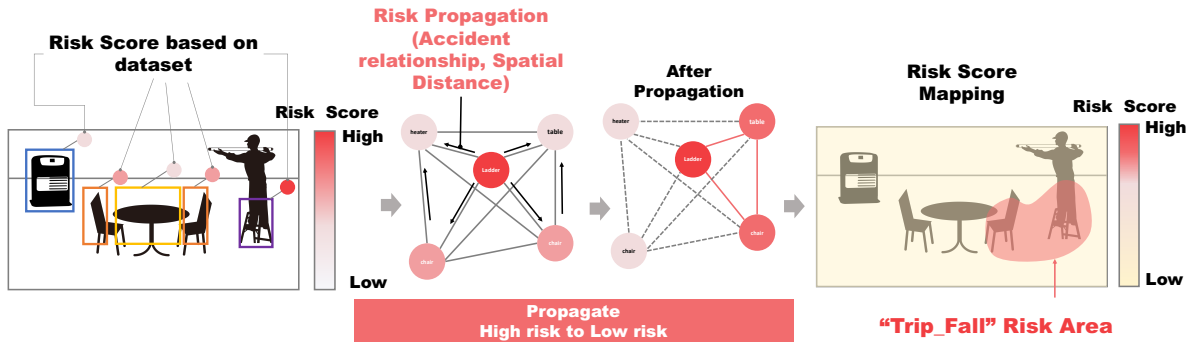 Risk Score based on
dataset
Risk Score
High
Low
Risk Propagation
(Accident
relationship, Spatial
Distance)
heater
table
Ladder
chair
chair
After
Propagation
heater
table
Ladder
chair
chair
Propagate
High risk to Low risk
Risk Score
Mapping
Risk Score
High
Low
“Trip_Fall” Risk Area